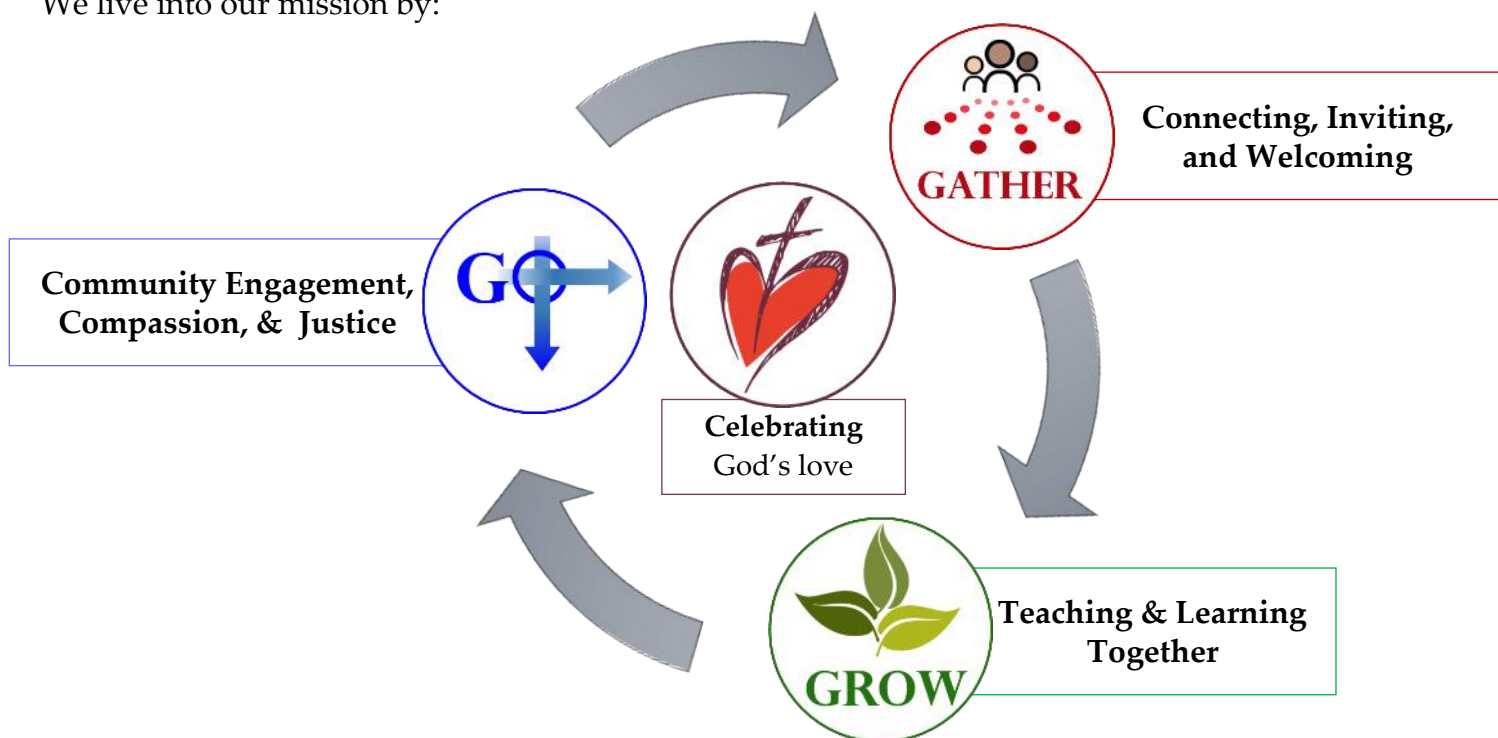 We live into our mission by:
GATHER
Connecting, Inviting,
and Welcoming
GO
Community Engagement,
Compassion, & Justice
Celebrating
God's love
GROW
Teaching & Learning
Together